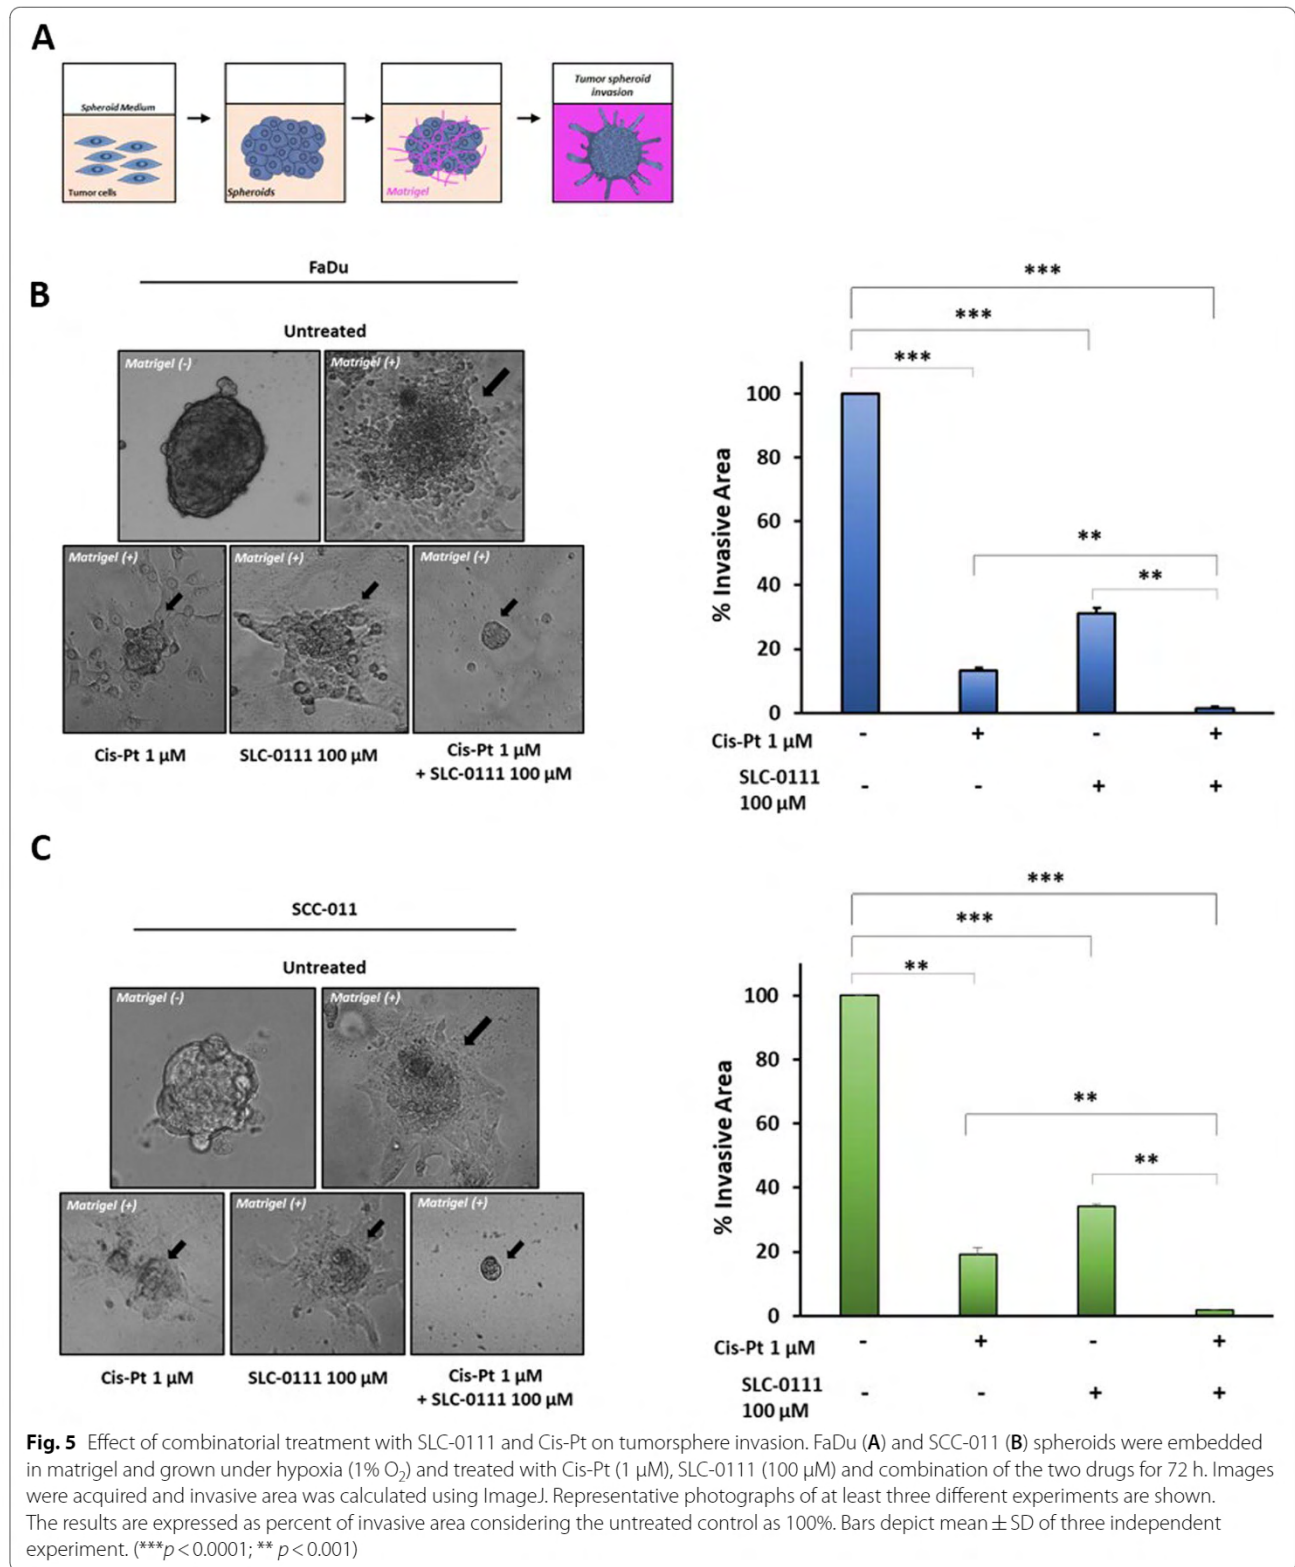 A
Spheroid Medium
Tumor cells
Spheroids
Matrigel
Tumor spheroid
invasion
B
FaDu
Untreated
Matrigel (-)
Matrigel (+)
Matrigel (+)
Matrigel (+)
Matrigel (+)
Cis-Pt 1 µM
SLC-0111 100 µM
Cis-Pt 1 µM
+ SLC-0111 100 µM
***
***
***
**
**
% Invasive Area
100
80
60
40
20
0
Cis-Pt 1 µM - + - +
SLC-0111
100 µM - - + +
C
SCC-011
Untreated
Matrigel (-)
Matrigel (+)
Matrigel (+)
Matrigel (+)
Matrigel (+)
Cis-Pt 1 µM
SLC-0111 100 µM
Cis-Pt 1 µM
+ SLC-0111 100 µM
***
***
**
**
**
% Invasive Area
100
80
60
40
20
0
Cis-Pt 1 µM - + - +
SLC-0111
100 µM - - + +
Fig. 5 Effect of combinatorial treatment with SLC-0111 and Cis-Pt on tumorsphere invasion. FaDu (A) and SCC-011 (B) spheroids were embedded
in matrigel and grown under hypoxia (1% O₂) and treated with Cis-Pt (1 µM), SLC-0111 (100 µM) and combination of the two drugs for 72 h. Images
were acquired and invasive area was calculated using ImageJ. Representative photographs of at least three different experiments are shown.
The results are expressed as percent of invasive area considering the untreated control as 100%. Bars depict mean ± SD of three independent
experiment. (***p < 0.0001; ** p < 0.001)